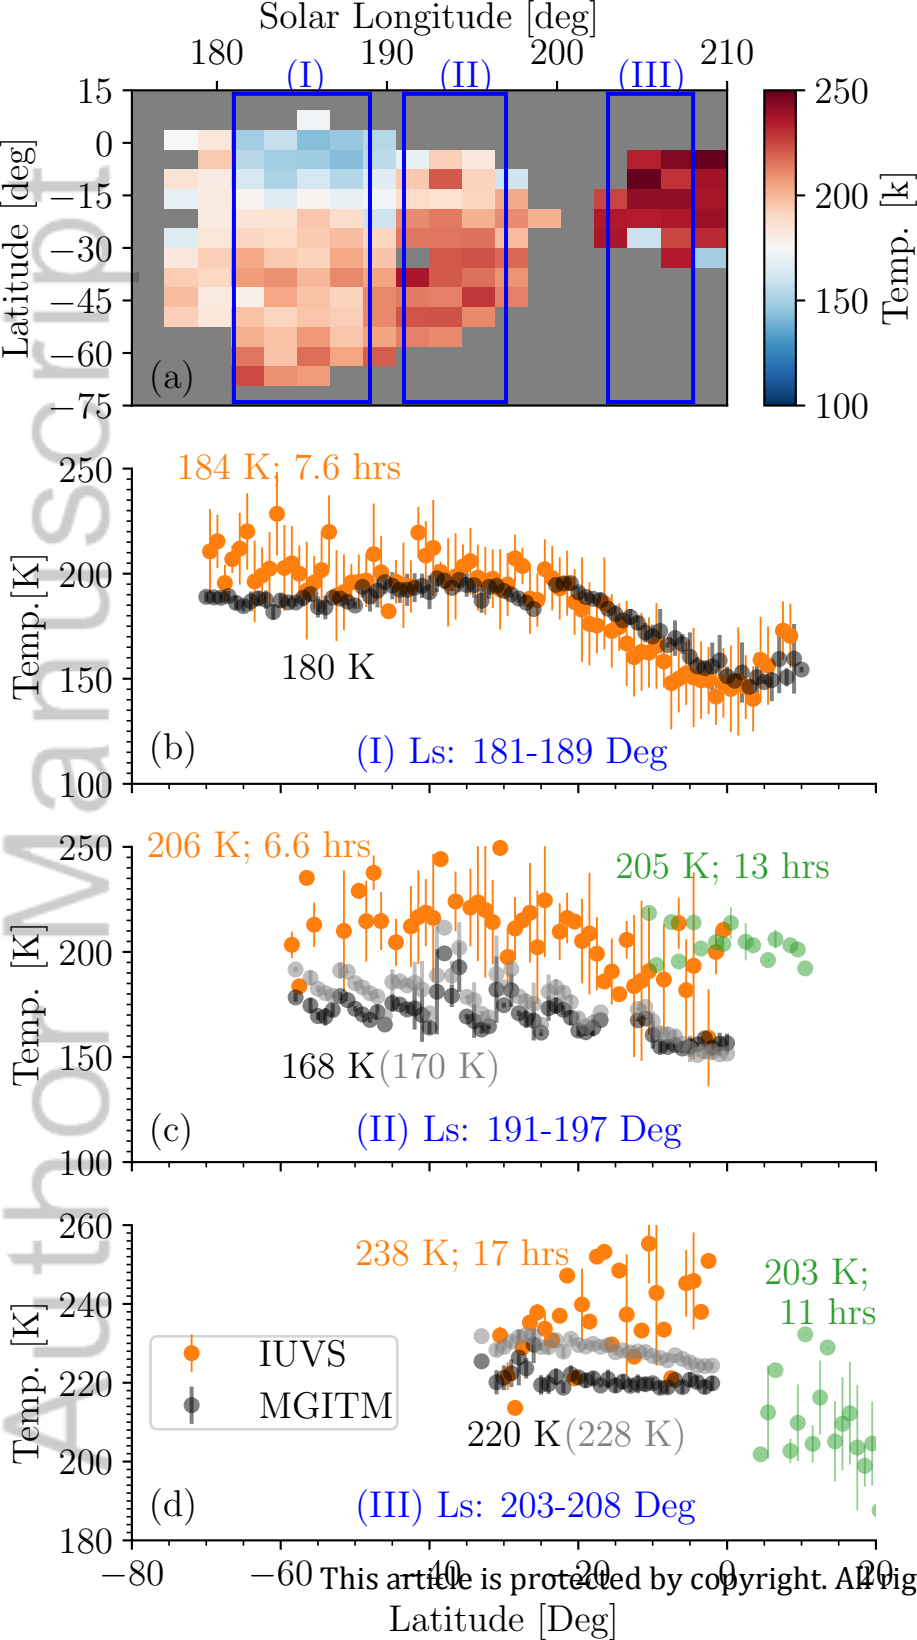 Solar Longitude [deg]
180 190 200 210
(I) (II) (III)
15
0
−15
−30
−45
−60
−75
Latitude [deg]
(a)
250
200
150
100
Temp. [k]
250
200
150
100
Temp.[K]
184 K; 7.6 hrs
180 K
(b)
(I) Ls: 181-189 Deg
250
200
150
100
Temp. [K]
206 K; 6.6 hrs
205 K; 13 hrs
168 K(170 K)
(c)
(II) Ls: 191-197 Deg
260
240
220
200
180
Temp. [K]
238 K; 17 hrs
203 K;
11 hrs
IUVS
MGITM
220 K(228 K)
(d)
(III) Ls: 203-208 Deg
−80 −60 −40 −20 0 20
Latitude [Deg]
This article is protected by copyright. All rig
Author Manuscript